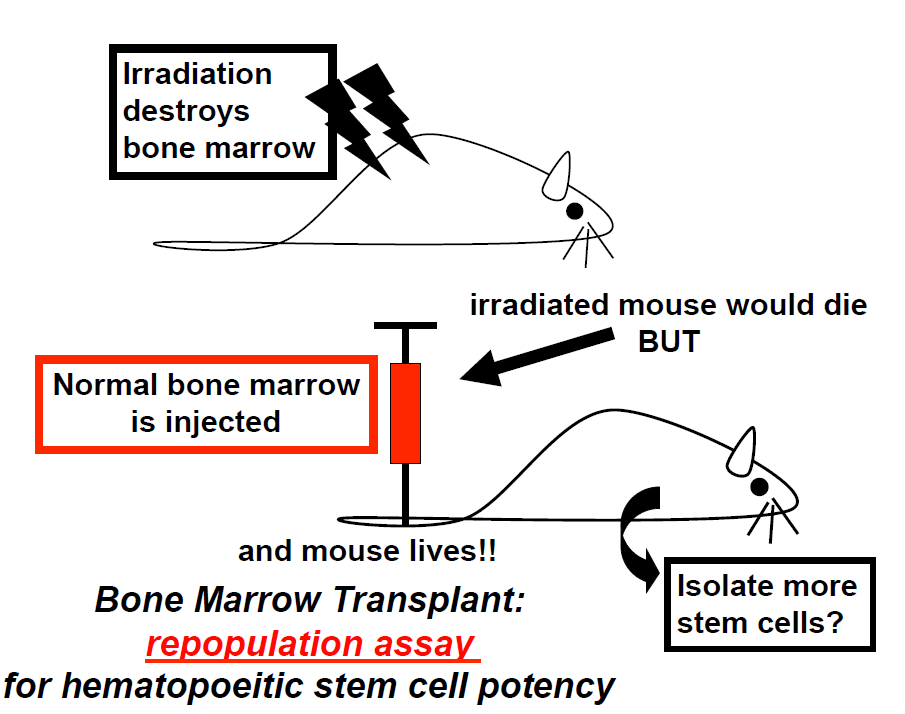 Irradiation
destroys
bone marrow
irradiated mouse would die
BUT
Normal bone marrow
is injected
and mouse lives!!
Isolate more
stem cells?
Bone Marrow Transplant:
repopulation assay
for hematopoeitic stem cell potency